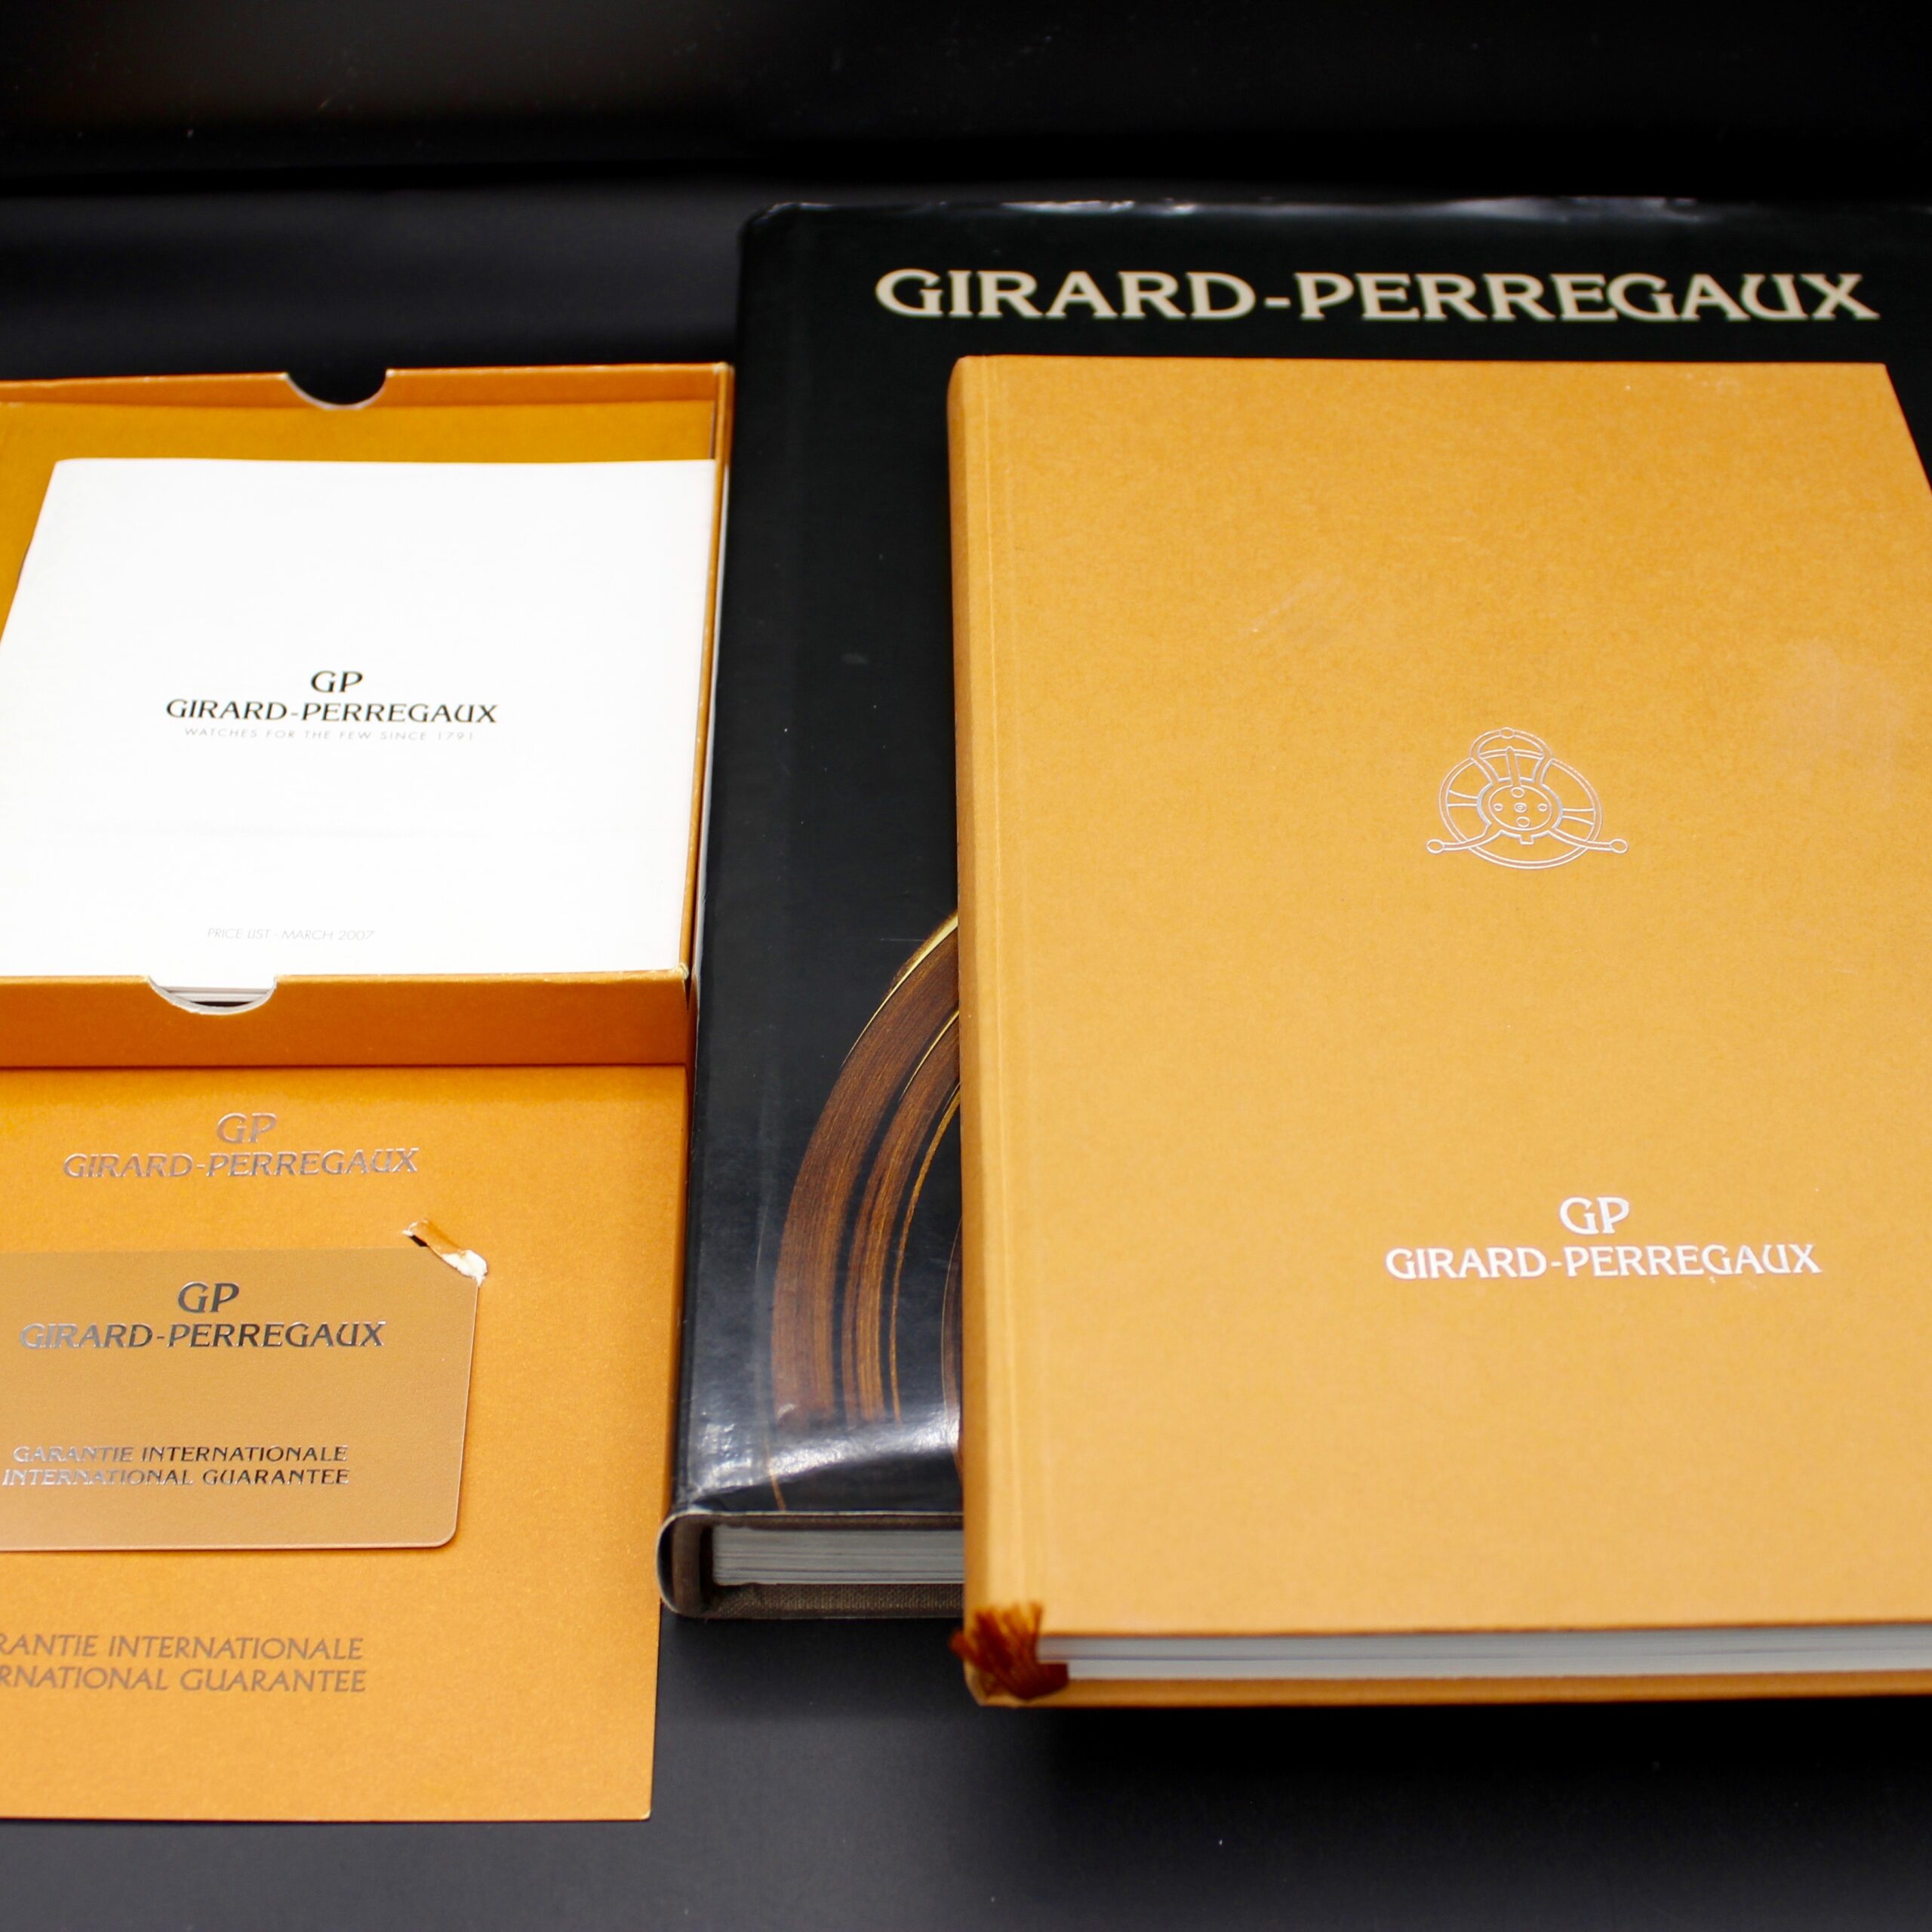 GIRARD-PERREGAUX
GP
GIRARD-PERREGAUX
WATCHES FOR THE FEW SINCE 1791
PRICE LIST - MARCH 2007
GP
GIRARD-PERREGAUX
GP
GIRARD-PERREGAUX
GARANTIE INTERNATIONALE
INTERNATIONAL GUARANTEE
RANTIE INTERNATIONALE
RNATIONAL GUARANTEE
GP
GIRARD-PERREGAUX